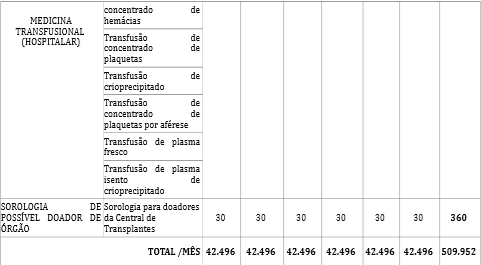 MEDICINA
TRANSFUSIONAL
(HOSPITALAR)
concentrado de
hemácias
Transfusão de
concentrado de
plaquetas
Transfusão de
crioprecipitado
Transfusão de
concentrado de
plaquetas por aférese
Transfusão de plasma
fresco
Transfusão de plasma
isento de
crioprecipitado
SOROLOGIA DE
POSSÍVEL DOADOR DE
ÓRGÃO
Sorologia para doadores
da Central de
Transplantes
30 30 30 30 30 30 360
TOTAL /MÊS 42.496 42.496 42.496 42.496 42.496 42.496 509.952